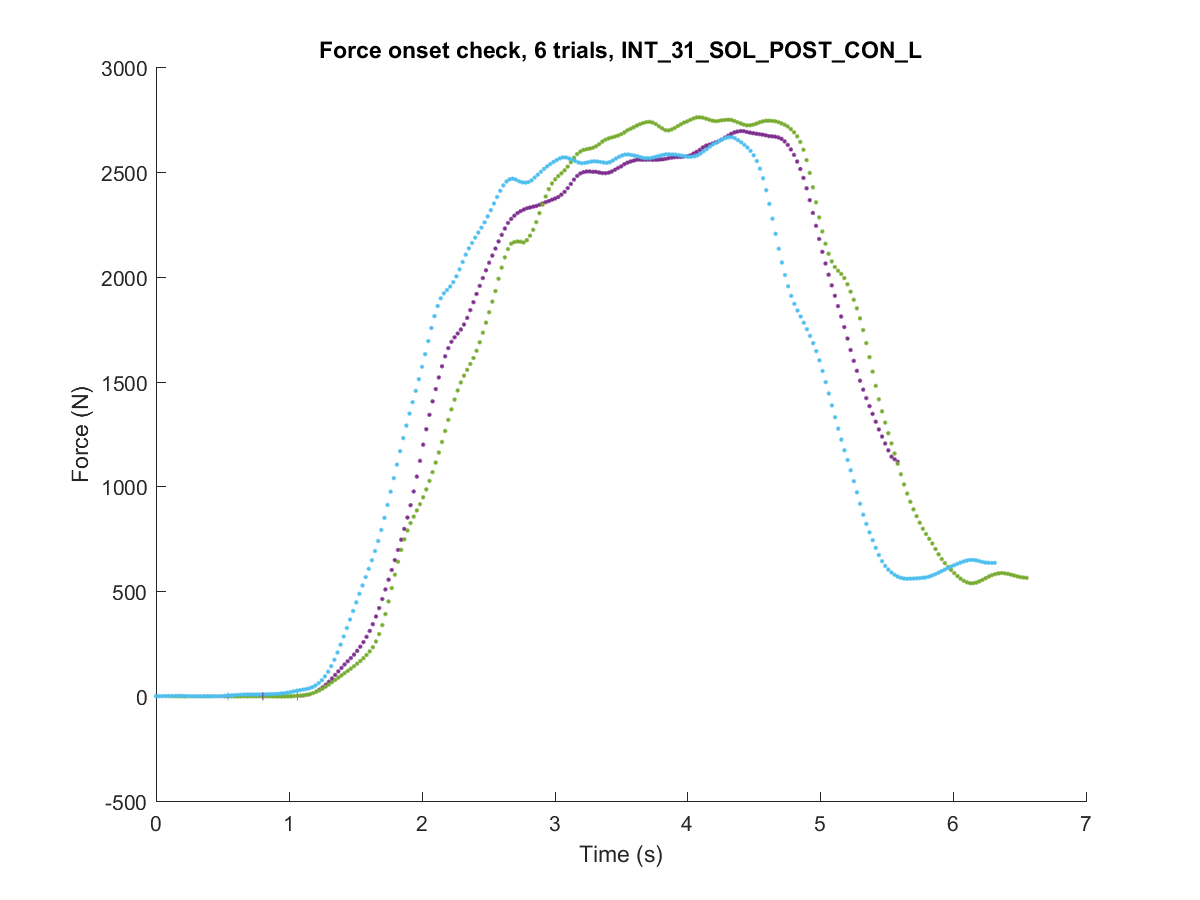 Force onset check, 6 trials, INT_31_SOL_POST_CON_L
3000
2500
2000
1500
1000
500
0
-500
Force (N)
0 1 2 3 4 5 6 7
Time (s)